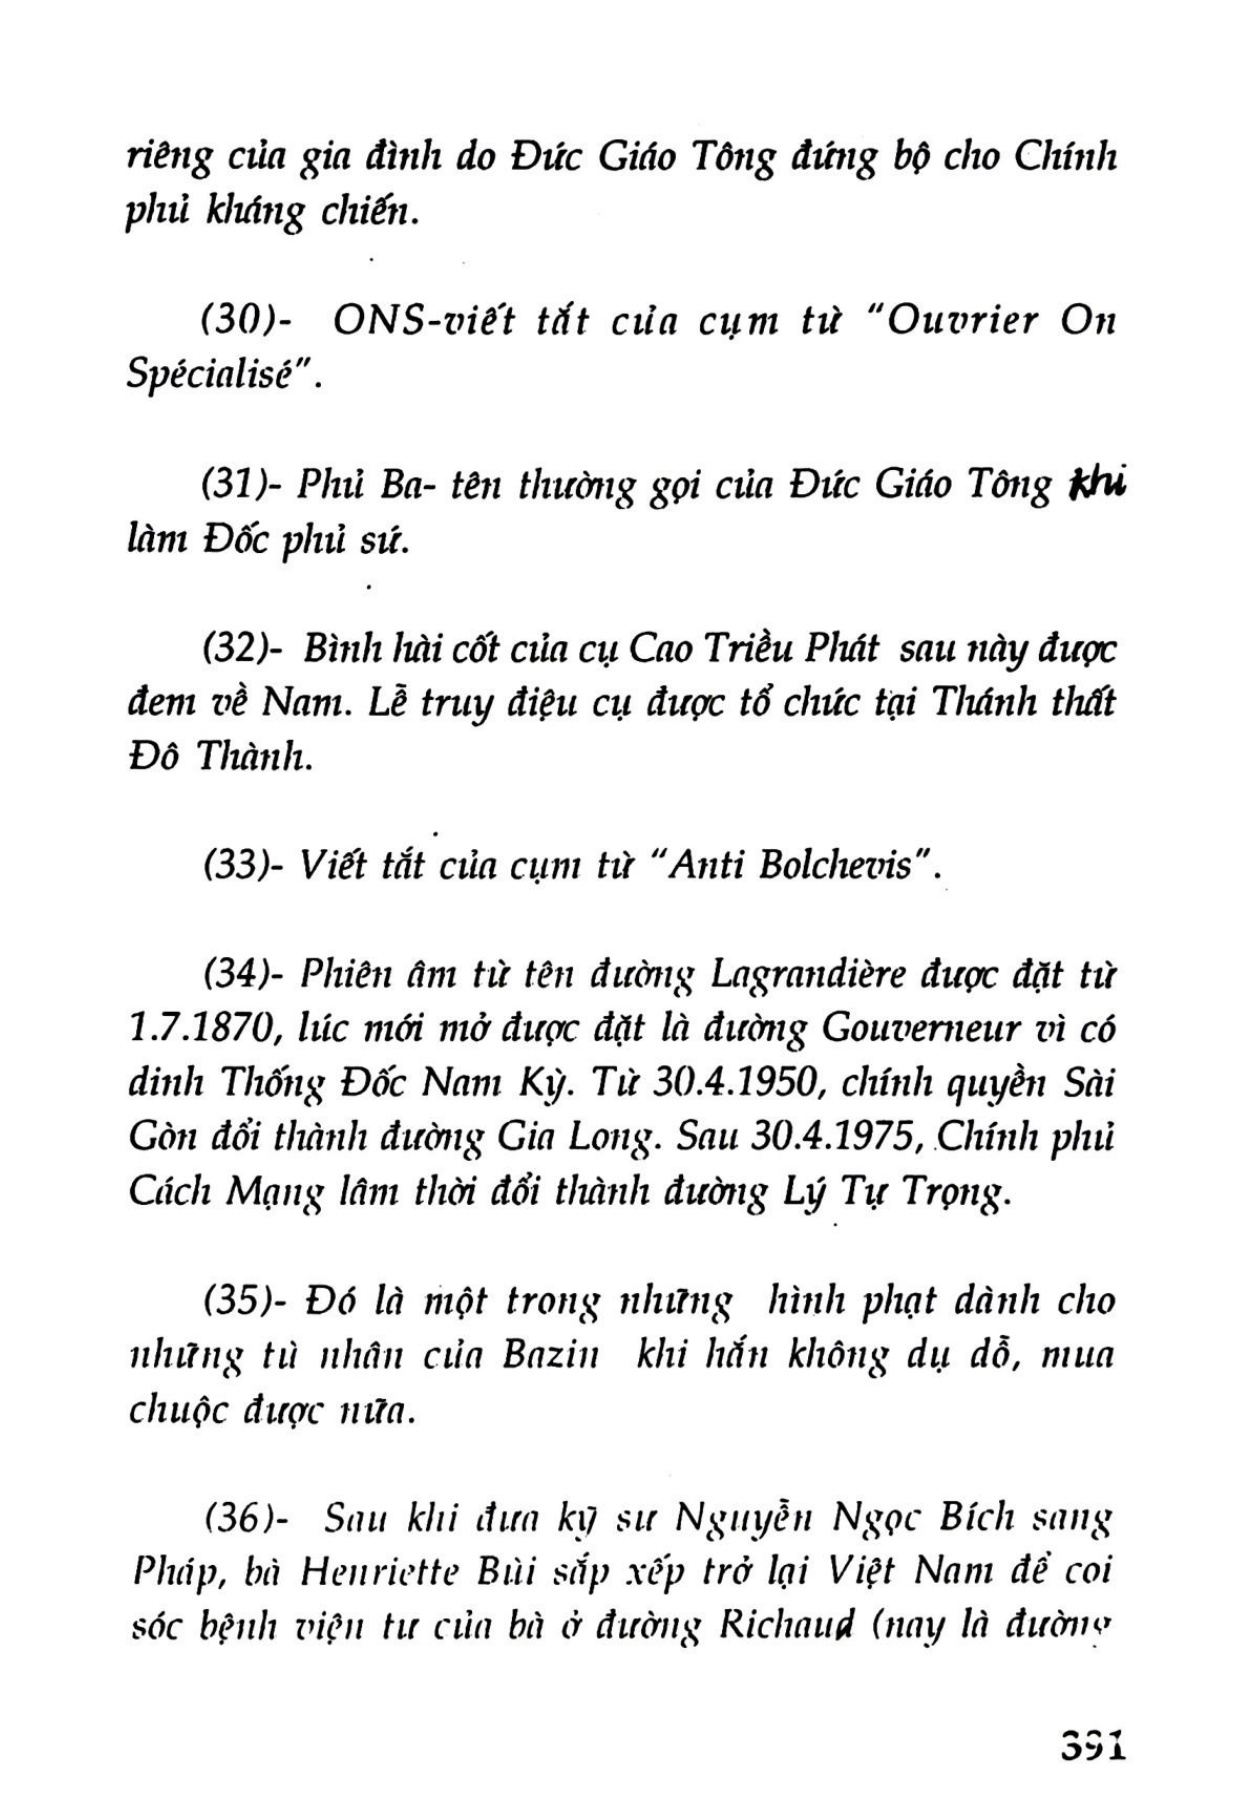 riêng của gia đình do Đức Giáo Tông đứng bộ cho Chính
phủ kháng chiến.
(30)- ONS-viết tắt của cụm từ "Ouvrier On
Spécialisé".
(31)- Phủ Ba- tên thường gọi của Đức Giáo Tông khi
làm Đốc phủ sứ.
(32)- Bình hài cốt của cụ Cao Triều Phát sau này được
đem về Nam. Lễ truy điệu cụ được tổ chức tại Thánh thất
Đô Thành.
(33)- Viết tắt của cụm từ "Anti Bolchevis".
(34)- Phiên âm từ tên đường Lagrandière được đặt từ
1.7.1870, lúc mới mở được đặt là đường Gouverneur vì có
dinh Thống Đốc Nam Kỳ. Từ 30.4.1950, chính quyền Sài
Gòn đổi thành đường Gia Long. Sau 30.4.1975, Chính phủ
Cách Mạng lâm thời đổi thành đường Lý Tự Trọng.
(35)- Đó là một trong những hình phạt dành cho
những tù nhân của Bazin khi hắn không dụ dỗ, mua
chuộc được nữa.
(36)- Sau khi đưa kỹ sư Nguyễn Ngọc Bích sang
Pháp, bà Henriette Bùi sắp xếp trở lại Việt Nam để coi
sóc bệnh viện tư của bà ở đường Richaud (nay là đường
391